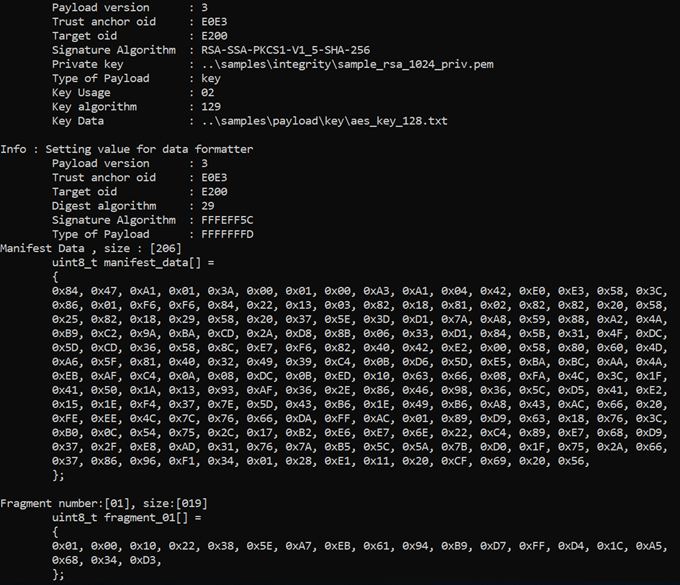 Payload version : 3
Trust anchor oid : E0E3
Target oid : E200
Signature Algorithm : RSA-SSA-PKCS1-V1_5-SHA-256
Private key : ..\samples\integrity\sample_rsa_1024_priv.pem
Type of Payload : key
Key Usage : 02
Key algorithm : 129
Key Data : ..\samples\payload\key\aes_key_128.txt
Info : Setting value for data formatter
Payload version : 3
Trust anchor oid : E0E3
Target oid : E200
Digest algorithm : 29
Signature Algorithm : FFFEFF5C
Type of Payload : FFFFFFFD
Manifest Data , size : [206]
uint8_t manifest_data[] =
{
0x84, 0x47, 0xA1, 0x01, 0x3A, 0x00, 0x01, 0x00, 0xA3, 0xA1, 0x04, 0x42, 0xE0, 0xE3, 0x58, 0x3C,
0x86, 0x01, 0xF6, 0xF6, 0x84, 0x22, 0x13, 0x03, 0x82, 0x18, 0x81, 0x02, 0x82, 0x82, 0x20, 0x58,
0x25, 0x82, 0x18, 0x29, 0x58, 0x20, 0x37, 0x5E, 0x3D, 0xD1, 0x7A, 0xA8, 0x59, 0x88, 0xA2, 0x4A,
0xB9, 0xC2, 0x9A, 0xBA, 0xCD, 0x2A, 0xD8, 0x8B, 0x06, 0x33, 0xD1, 0x84, 0x5B, 0x31, 0x4F, 0xDC,
0x5D, 0xCD, 0x36, 0x58, 0x8C, 0xE7, 0xF6, 0x82, 0x40, 0x42, 0xE2, 0x00, 0x58, 0x80, 0x60, 0x4D,
0xA6, 0x5F, 0x81, 0x40, 0x32, 0x49, 0x39, 0xC4, 0x0B, 0xD6, 0x5D, 0xE5, 0xBA, 0xBC, 0xAA, 0x4A,
0xEB, 0xAF, 0xC4, 0x0A, 0x08, 0xDC, 0x0B, 0xED, 0x10, 0x63, 0x66, 0x08, 0xFA, 0x4C, 0x3C, 0x1F,
0x41, 0x50, 0x1A, 0x13, 0x93, 0xAF, 0x36, 0x2E, 0x86, 0x46, 0x98, 0x36, 0x5C, 0xD5, 0x41, 0xE2,
0x15, 0x1E, 0xF4, 0x37, 0x7E, 0x5D, 0x43, 0xB6, 0x1E, 0x49, 0xB6, 0xA8, 0x43, 0xAC, 0x66, 0x20,
0xFE, 0xEE, 0x4C, 0x7C, 0x76, 0x66, 0xDA, 0xFF, 0xAC, 0x01, 0x89, 0xD9, 0x63, 0x18, 0x76, 0x3C,
0xB0, 0x0C, 0x54, 0x75, 0x2C, 0x17, 0xB2, 0xE6, 0xE7, 0x6E, 0x22, 0xC4, 0x89, 0xE7, 0x68, 0xD9,
0x37, 0x2F, 0xE8, 0xAD, 0x31, 0x76, 0x7A, 0xB5, 0x5C, 0x5A, 0x7B, 0xD0, 0x1F, 0x75, 0x2A, 0x66,
0x37, 0x86, 0x96, 0xF1, 0x34, 0x01, 0x28, 0xE1, 0x11, 0x20, 0xCF, 0x69, 0x20, 0x56,
};
Fragment number:[01], size:[019]
uint8_t fragment_01[] =
{
0x01, 0x00, 0x10, 0x22, 0x38, 0x5E, 0xA7, 0xEB, 0x61, 0x94, 0xB9, 0xD7, 0xFF, 0xD4, 0x1C, 0xA5,
0x68, 0x34, 0xD3,
};